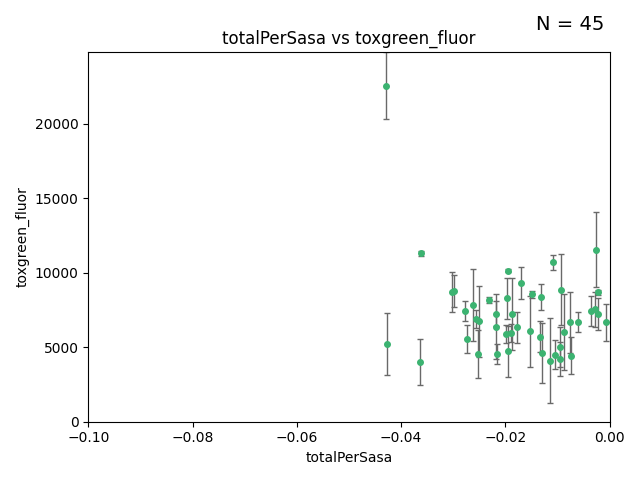 N = 45
totalPerSasa vs toxgreen_fluor
toxgreen_fluor
20000
15000
10000
5000
0
−0.10
−0.08
−0.06
−0.04
−0.02
0.00
totalPerSasa